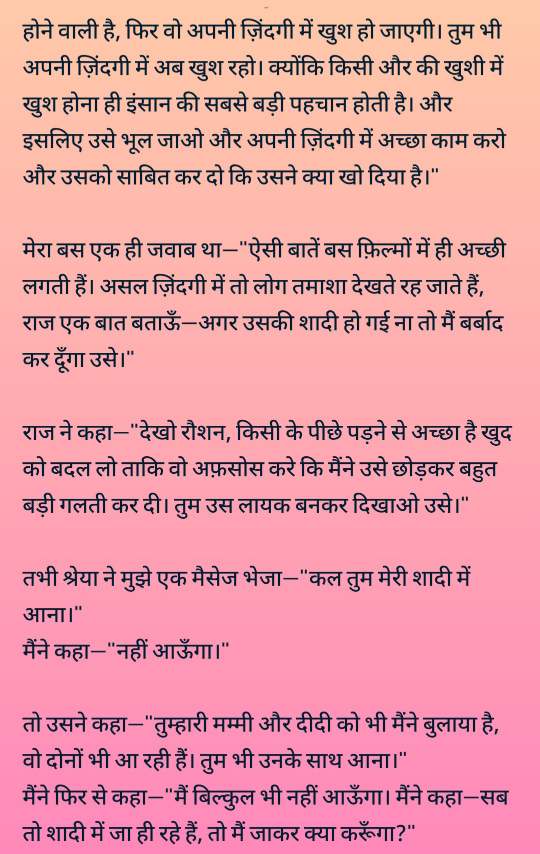 होने वाली है, फिर वो अपनी ज़िंदगी में खुश हो जाएगी। तुम भी
अपनी ज़िंदगी में अब खुश रहो। क्योंकि किसी और की खुशी में
खुश होना ही इंसान की सबसे बड़ी पहचान होती है। और
इसलिए उसे भूल जाओ और अपनी ज़िंदगी में अच्छा काम करो
और उसको साबित कर दो कि उसने क्या खो दिया है।"
मेरा बस एक ही जवाब था—"ऐसी बातें बस फ़िल्मों में ही अच्छी
लगती हैं। असल ज़िंदगी में तो लोग तमाशा देखते रह जाते हैं,
राज एक बात बताऊँ—अगर उसकी शादी हो गई ना तो मैं बर्बाद
कर दूँगा उसे।"
राज ने कहा—"देखो रौशन, किसी के पीछे पड़ने से अच्छा है खुद
को बदल लो ताकि वो अफ़सोस करे कि मैंने उसे छोड़कर बहुत
बड़ी गलती कर दी। तुम उस लायक बनकर दिखाओ उसे।"
तभी श्रेया ने मुझे एक मैसेज भेजा—"कल तुम मेरी शादी में
आना।"
मैंने कहा—"नहीं आऊँगा।"
तो उसने कहा—"तुम्हारी मम्मी और दीदी को भी मैंने बुलाया है,
वो दोनों भी आ रही हैं। तुम भी उनके साथ आना।"
मैंने फिर से कहा—"मैं बिल्कुल भी नहीं आऊँगा। मैंने कहा—सब
तो शादी में जा ही रहे हैं, तो मैं जाकर क्या करूँगा?"